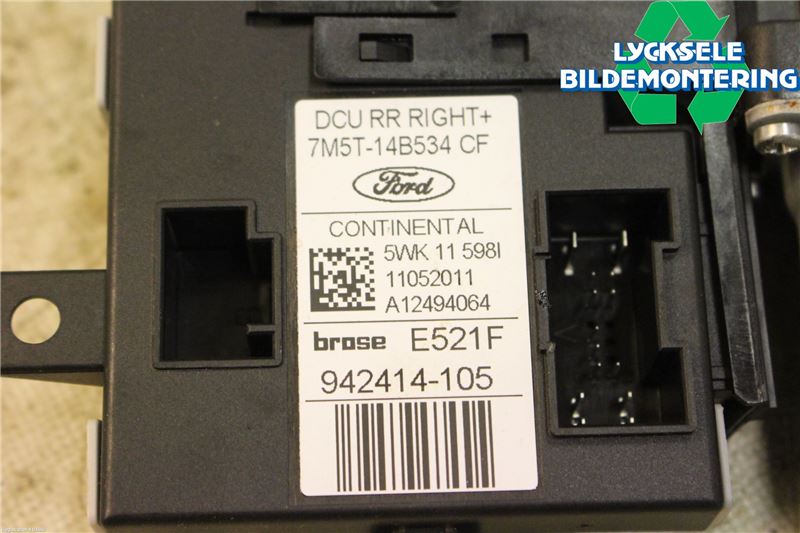 LYCKSELE
BILDEMONTERING
DCU RR RIGHT+
7M5T-14B534 CF
Ford
CONTINENTAL
5WK 11 598I
11052011
A12494064
brose E521F
942414-105